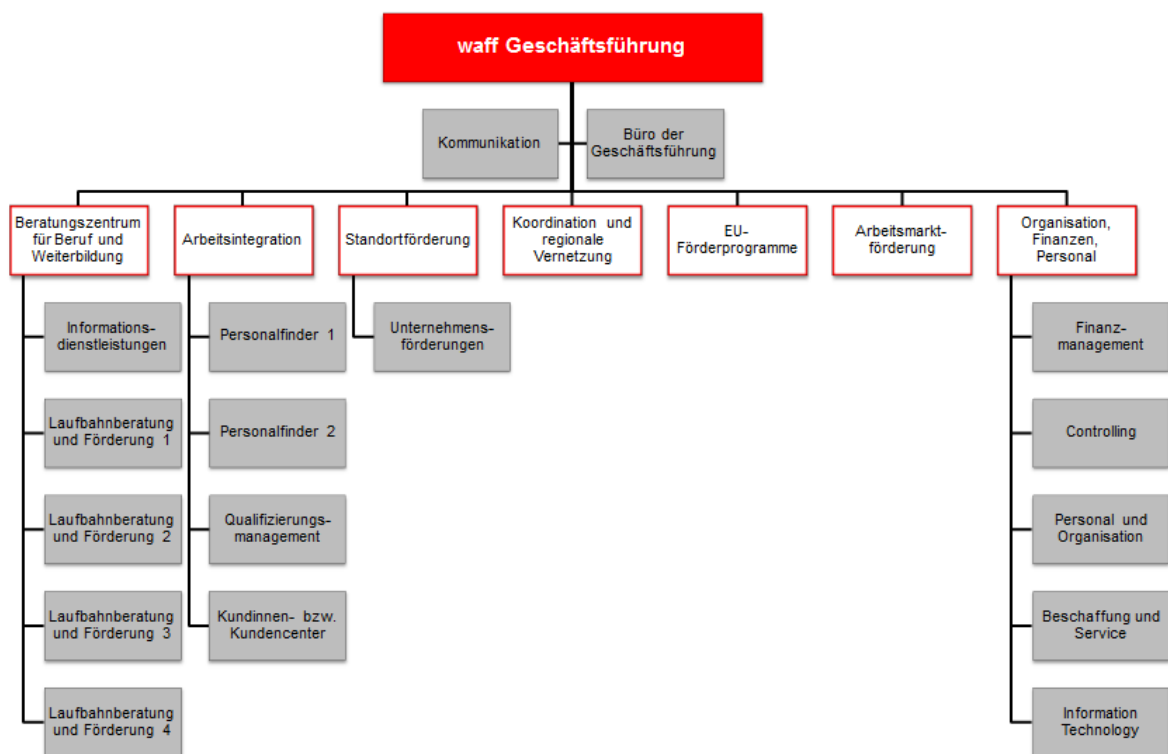 waff Geschäftsführung
Kommunikation
Büro der
Geschäftsführung
Beratungszentrum
für Beruf und
Weiterbildung
Arbeitsintegration
Standortförderung
Koordination und
regionale
Vernetzung
EU-
Förderprogramme
Arbeitsmarkt-
förderung
Organisation,
Finanzen,
Personal
Informations-
dienstleistungen
Laufbahnberatung
und Förderung 1
Laufbahnberatung
und Förderung 2
Laufbahnberatung
und Förderung 3
Laufbahnberatung
und Förderung 4
Personalfinder 1
Personalfinder 2
Qualifizierungs-
management
Kundinnen- bzw.
Kundencenter
Unternehmens-
förderungen
Finanz-
management
Controlling
Personal und
Organisation
Beschaffung und
Service
Information
Technology